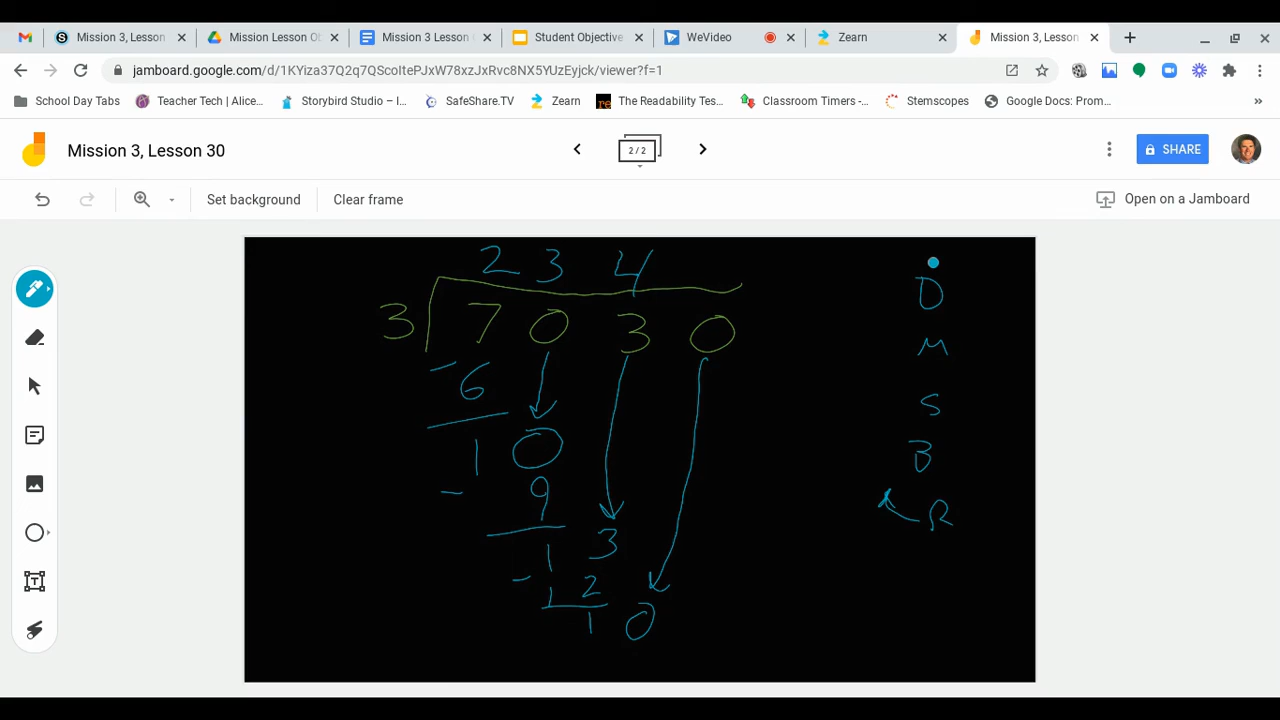 Mission 3, Lesson
Mission Lesson Ob
Mission 3 Lesson
Student Objective
WeVideo
Zearn
Mission 3, Lesson
jamboard.google.com/d/1KYiza37Q2q7QScoItePJxW78xzJxRvc8NX5YUzEyjck/viewer?f=1
School Day Tabs
Teacher Tech | Alice...
Storybird Studio – I...
SafeShare.TV
Zearn
The Readability Tes...
Classroom Timers -...
Stemscopes
Google Docs: Prom...
»
Mission 3, Lesson 30
2 / 2
SHARE
Set background
Clear frame
Open on a Jamboard
2 3 4
3 7 0 3 0
- 6
1 0
- 9
1 3
- 1 2
1 0
D
M
S
B
R